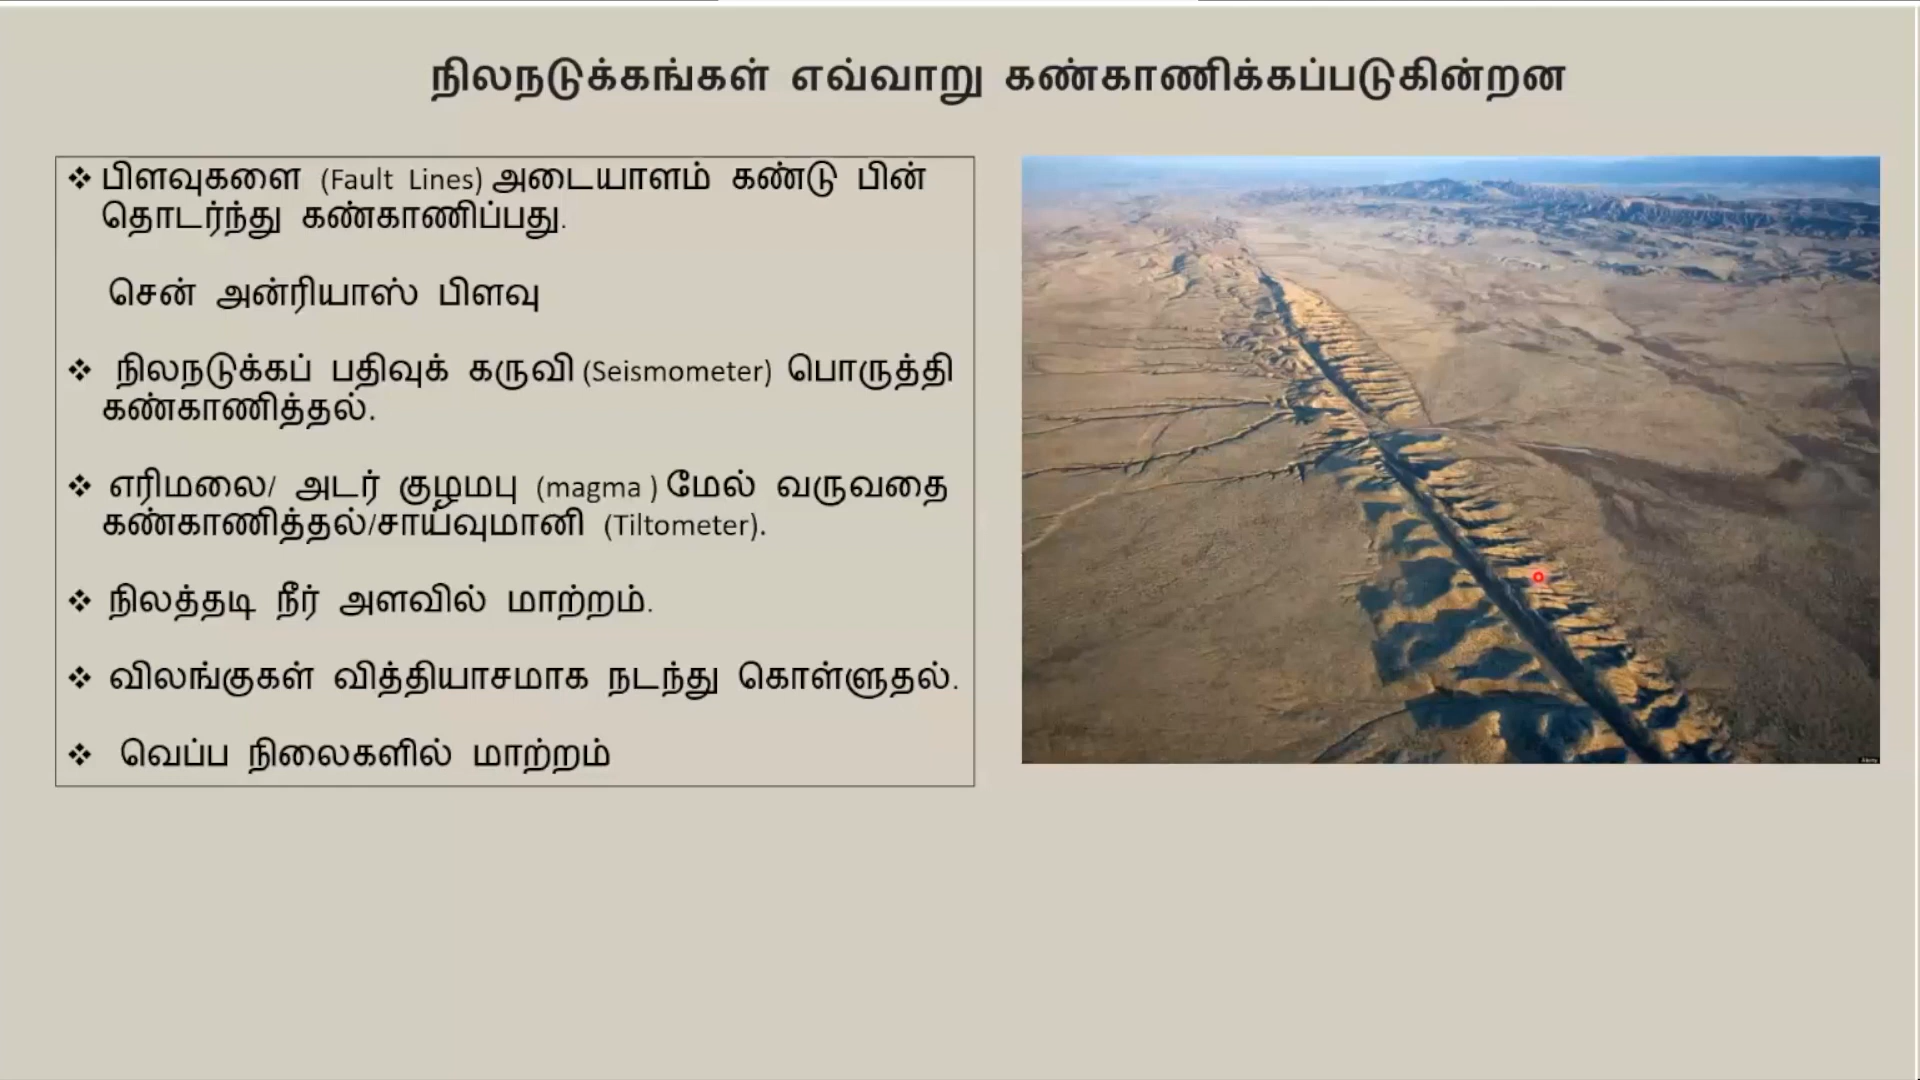 நிலநடுக்கங்கள் எவ்வாறு கண்காணிக்கப்படுகின்றன
❖ பிளவுகளை (Fault Lines) அடையாளம் கண்டு பின்
தொடர்ந்து கண்காணிப்பது.
சென் அன்ரியாஸ் பிளவு
❖ நிலநடுக்கப் பதிவுக் கருவி (Seismometer) பொருத்தி
கண்காணித்தல்.
❖ எரிமலை/ அடர் குழமபு (magma ) மேல் வருவதை
கண்காணித்தல்/சாய்வுமானி (Tiltometer).
❖ நிலத்தடி நீர் அளவில் மாற்றம்.
❖ விலங்குகள் வித்தியாசமாக நடந்து கொள்ளுதல்.
❖ வெப்ப நிலைகளில் மாற்றம்